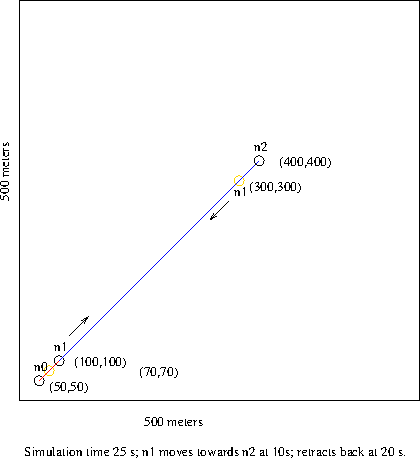 n2
(400,400)
n1
(300,300)
500 meters
n1
(100,100)
n0
(70,70)
(50,50)
500 meters
Simulation time 25 s; n1 moves towards n2 at 10s; retracts back at 20 s.